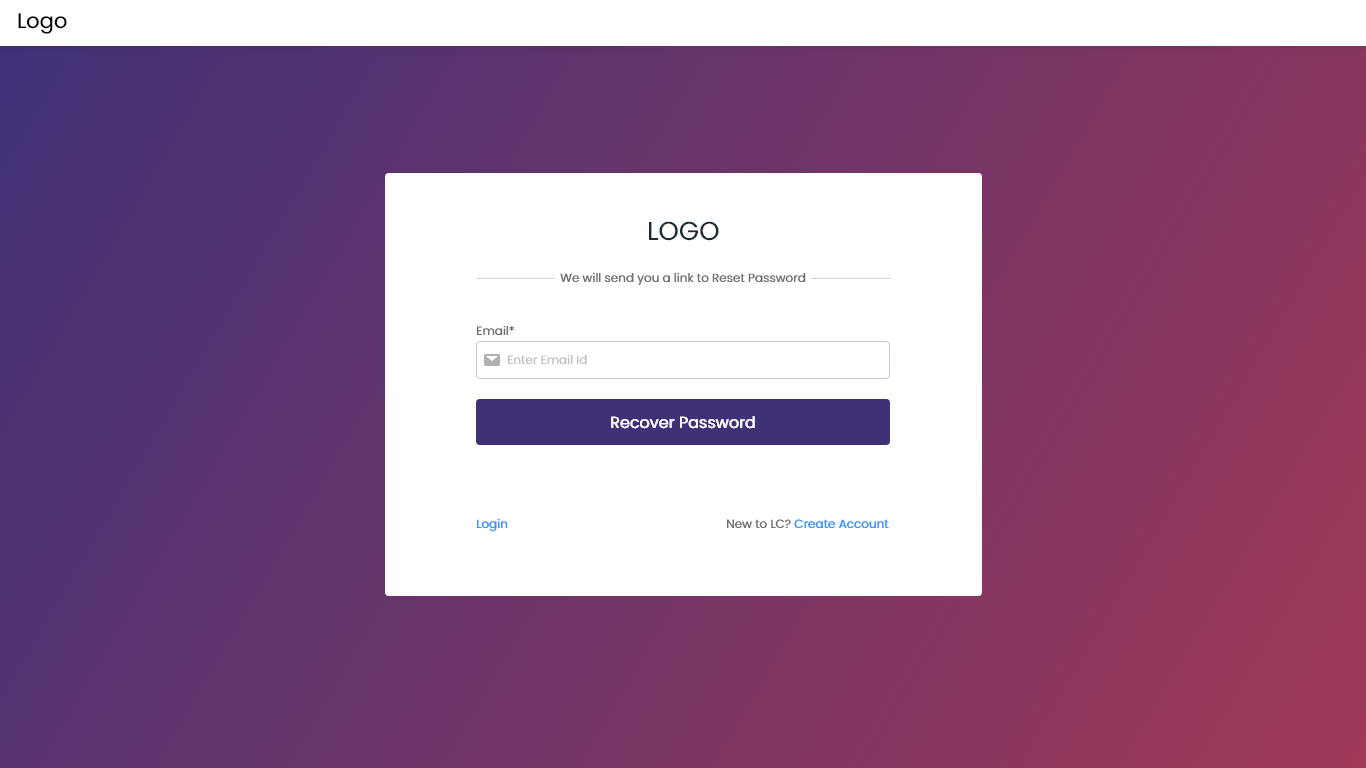 Logo
LOGO
We will send you a link to Reset Password
Email*
Enter Email Id
Recover Password
Login
New to LC? Create Account